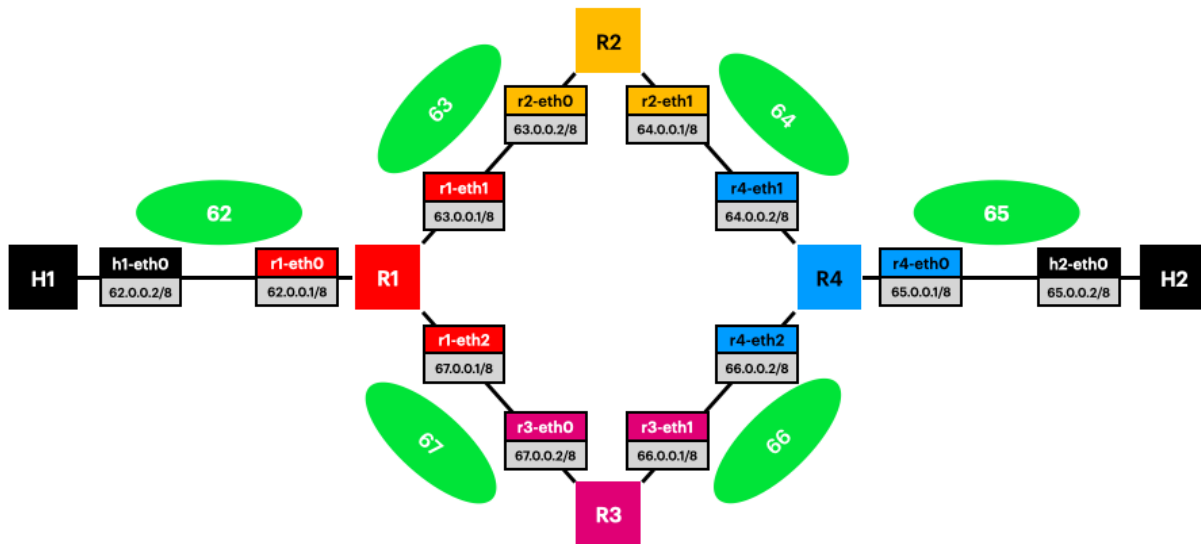 R2
63
64
r2-eth0
63.0.0.2/8
r2-eth1
64.0.0.1/8
r1-eth1
63.0.0.1/8
r4-eth1
64.0.0.2/8
62
65
H1
h1-eth0
62.0.0.2/8
r1-eth0
62.0.0.1/8
R1
R4
r4-eth0
65.0.0.1/8
h2-eth0
65.0.0.2/8
H2
r1-eth2
67.0.0.1/8
r4-eth2
66.0.0.2/8
67
66
r3-eth0
67.0.0.2/8
r3-eth1
66.0.0.1/8
R3